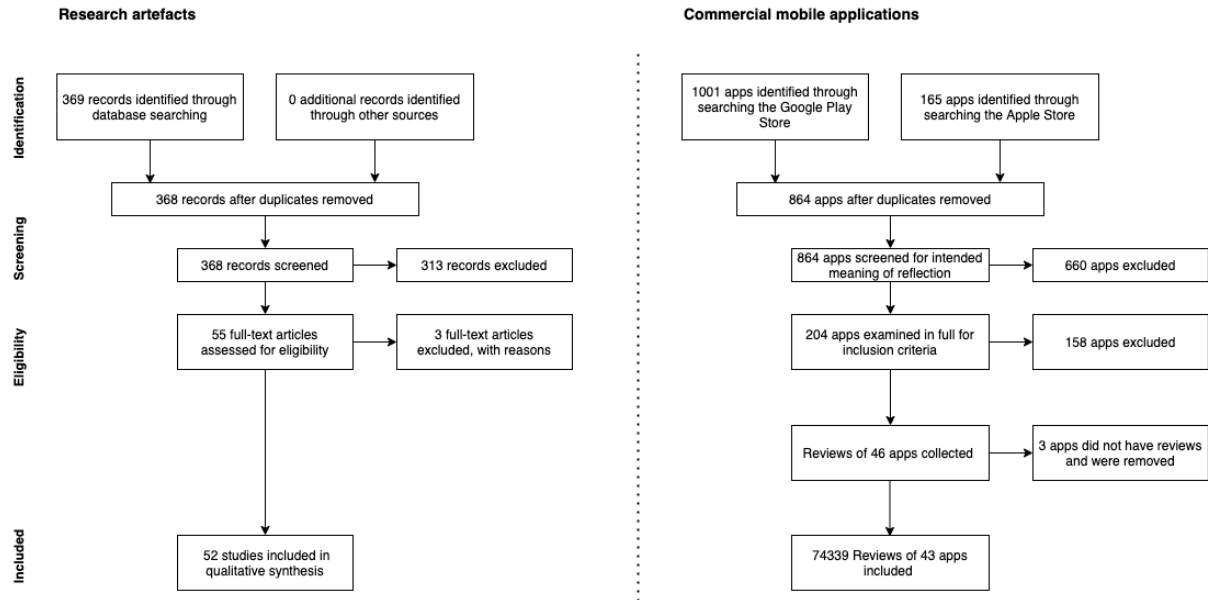 Research artefacts
Commercial mobile applications
Identification
369 records identified through
database searching
0 additional records identified
through other sources
1001 apps identified through
searching the Google Play
Store
165 apps identified through
searching the Apple Store
368 records after duplicates removed
864 apps after duplicates removed
Screening
368 records screened
313 records excluded
864 apps screened for intended
meaning of reflection
660 apps excluded
Eligibility
55 full-text articles
assessed for eligibility
3 full-text articles
excluded, with reasons
204 apps examined in full for
inclusion criteria
158 apps excluded
Reviews of 46 apps collected
3 apps did not have reviews
and were removed
Included
52 studies included in
qualitative synthesis
74339 Reviews of 43 apps
included